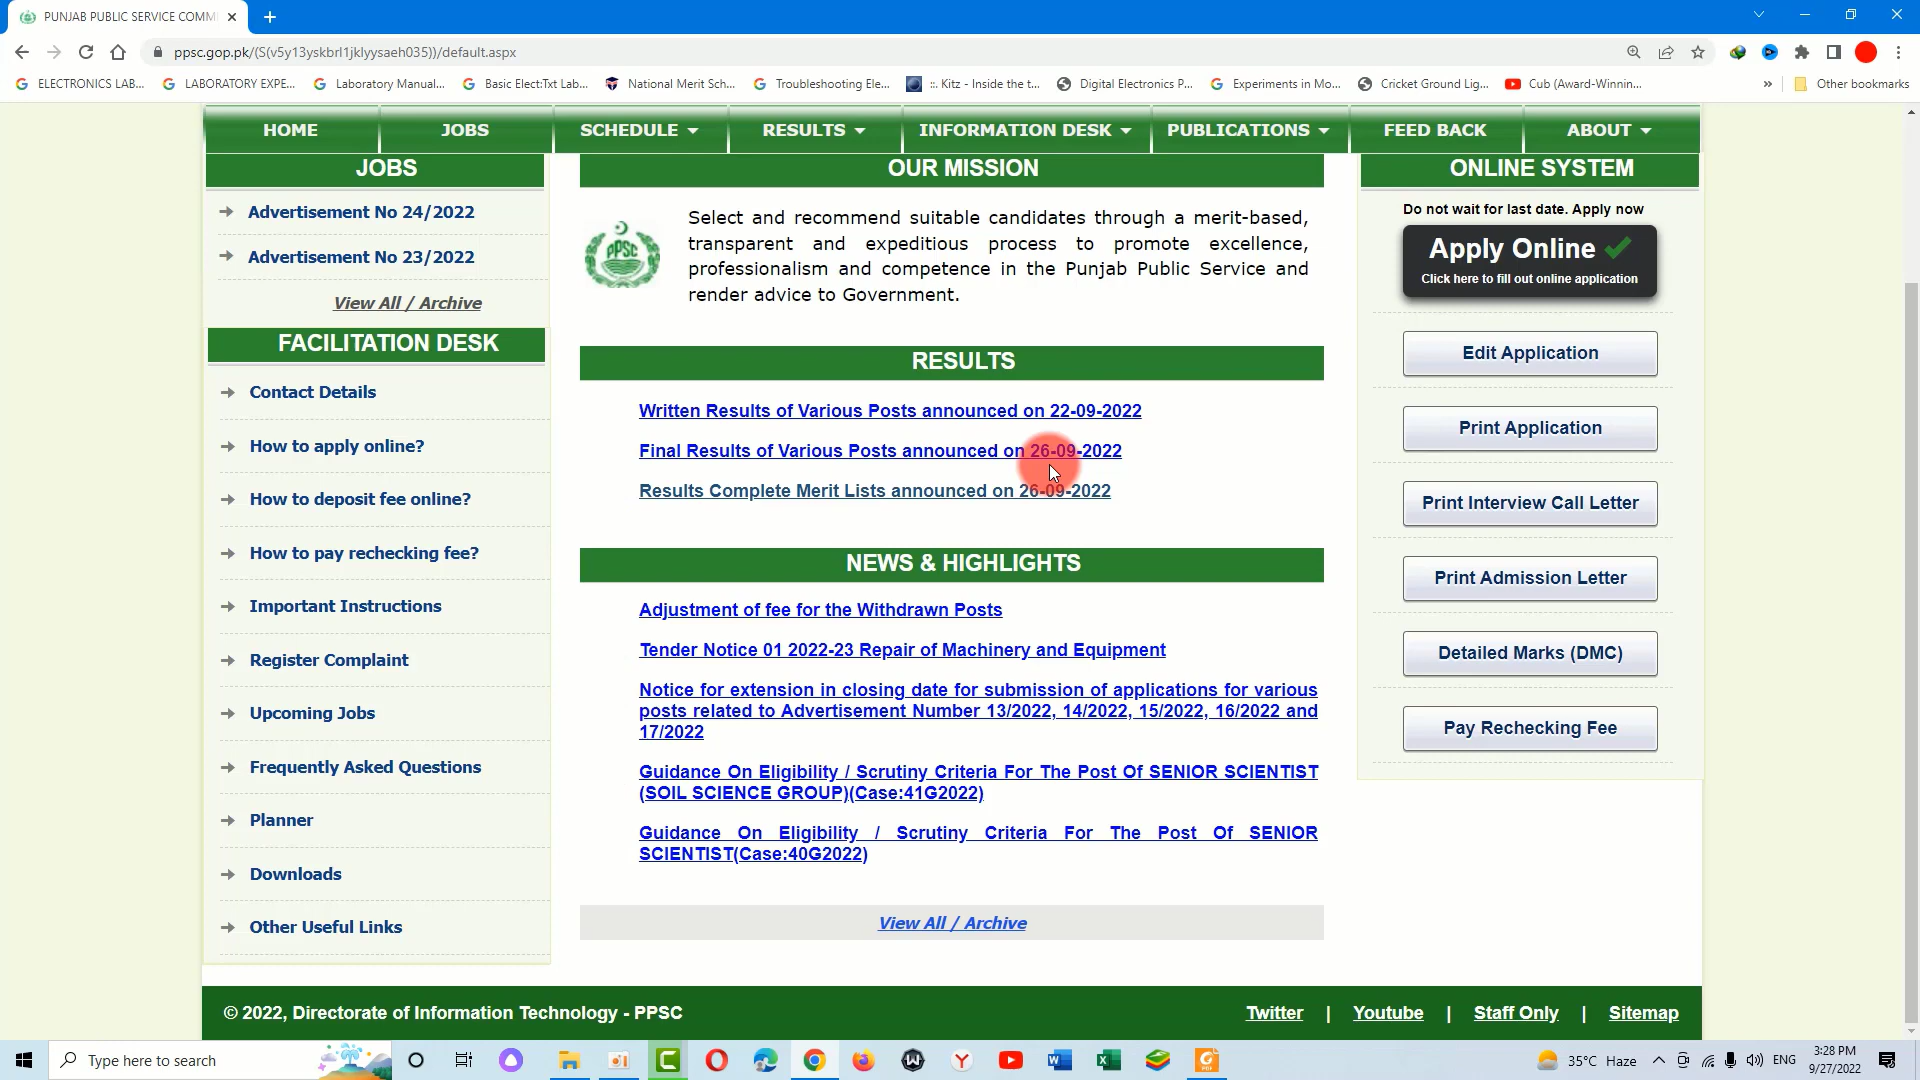 PUNJAB PUBLIC SERVICE COMM
ppsc.gop.pk/(S(v5y13yskbrl1jklyysaeh035))/default.aspx
ELECTRONICS LAB...
LABORATORY EXPE...
Laboratory Manual...
Basic Elect:Txt Lab...
National Merit Sch...
Troubleshooting Ele...
::. Kitz - Inside the t...
Digital Electronics P...
Experiments in Mo...
Cricket Ground Lig...
Cub (Award-Winnin...
»
Other bookmarks
HOME
JOBS
SCHEDULE
RESULTS
INFORMATION DESK
PUBLICATIONS
FEED BACK
ABOUT
JOBS
Advertisement No 24/2022
Advertisement No 23/2022
View All / Archive
FACILITATION DESK
Contact Details
How to apply online?
How to deposit fee online?
How to pay rechecking fee?
Important Instructions
Register Complaint
Upcoming Jobs
Frequently Asked Questions
Planner
Downloads
Other Useful Links
OUR MISSION
PPSC
Select and recommend suitable candidates through a merit-based,
transparent and expeditious process to promote excellence,
professionalism and competence in the Punjab Public Service and
render advice to Government.
RESULTS
Written Results of Various Posts announced on 22-09-2022
Final Results of Various Posts announced on 26-09-2022
Results Complete Merit Lists announced on 26-09-2022
NEWS & HIGHLIGHTS
Adjustment of fee for the Withdrawn Posts
Tender Notice 01 2022-23 Repair of Machinery and Equipment
Notice for extension in closing date for submission of applications for various
posts related to Advertisement Number 13/2022, 14/2022, 15/2022, 16/2022 and
17/2022
Guidance On Eligibility / Scrutiny Criteria For The Post Of SENIOR SCIENTIST
(SOIL SCIENCE GROUP)(Case:41G2022)
Guidance On Eligibility / Scrutiny Criteria For The Post Of SENIOR
SCIENTIST(Case:40G2022)
View All / Archive
ONLINE SYSTEM
Do not wait for last date. Apply now
Apply Online
Click here to fill out online application
Edit Application
Print Application
Print Interview Call Letter
Print Admission Letter
Detailed Marks (DMC)
Pay Rechecking Fee
© 2022, Directorate of Information Technology - PPSC
Twitter | Youtube | Staff Only | Sitemap
Type here to search
35°C Haze
ENG
3:28 PM
9/27/2022